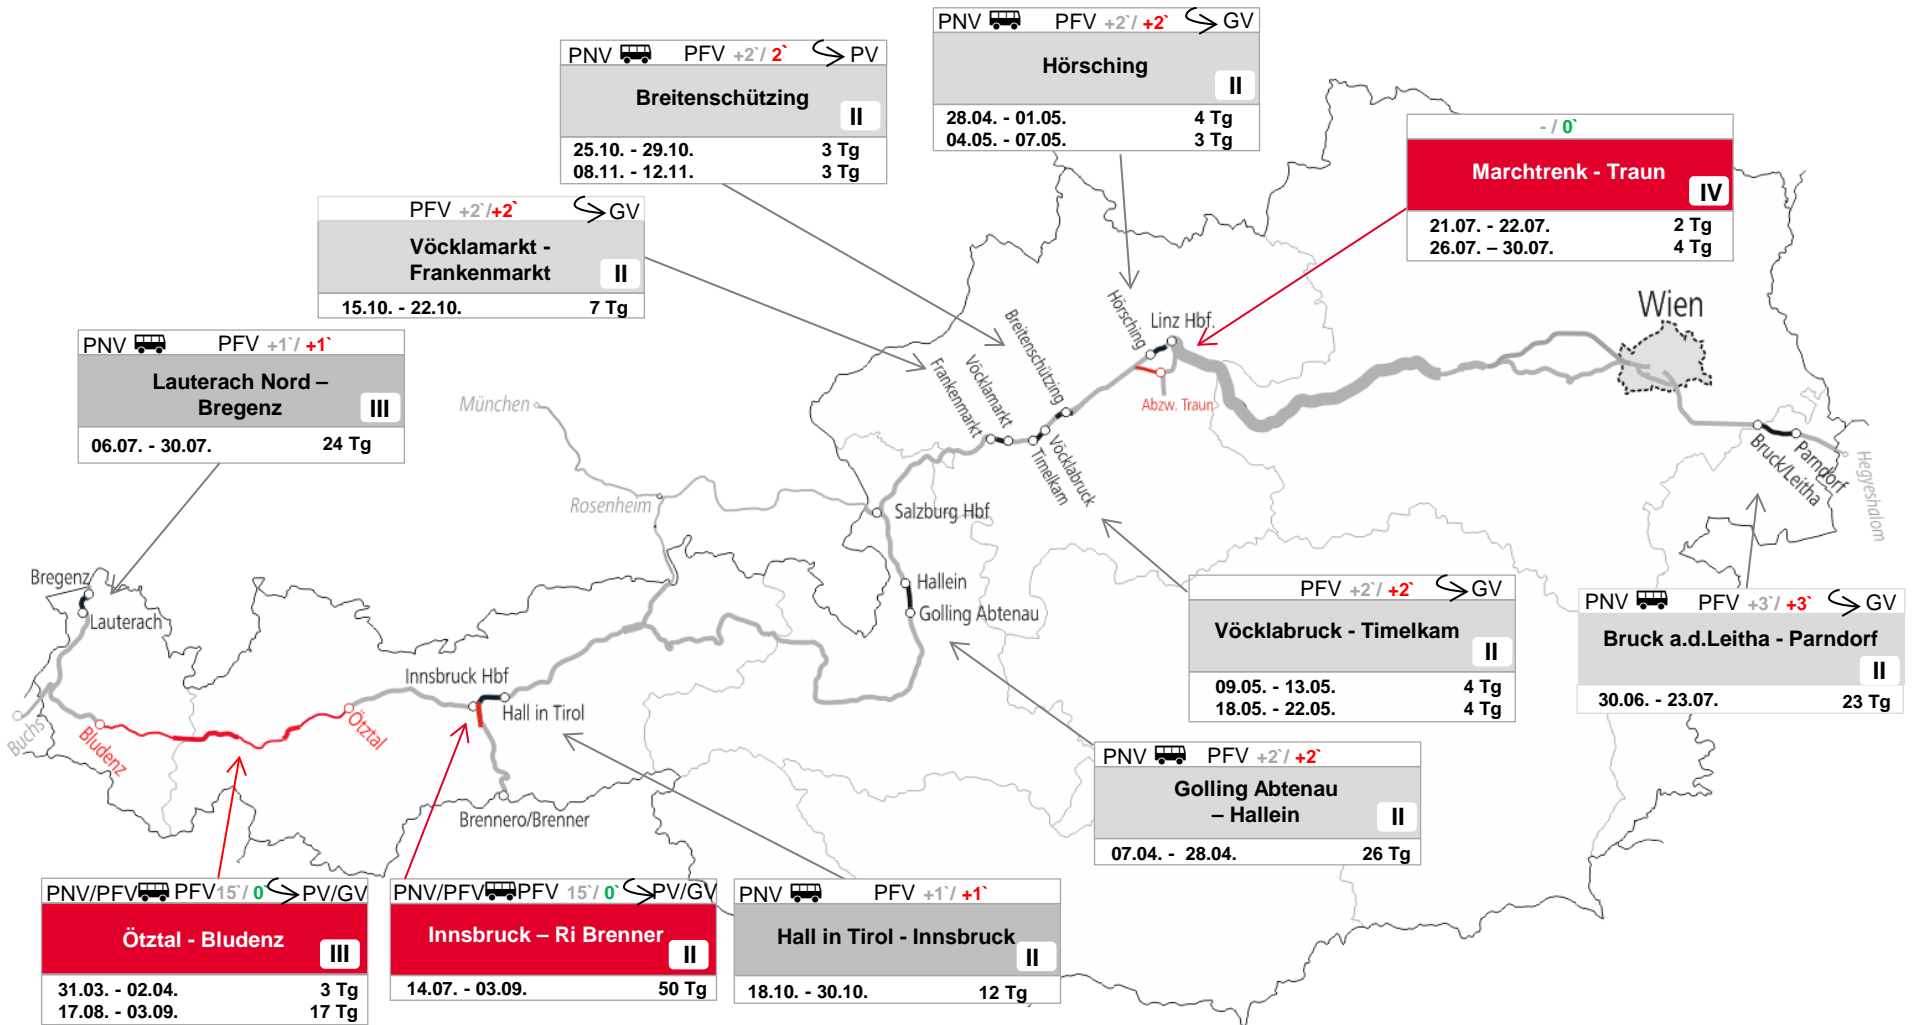 PNV PFV +2`/ +2` GV
Hörsching
II
28.04. - 01.05. 4 Tg
04.05. - 07.05. 3 Tg
PNV PFV +2`/ 2` PV
Breitenschützing
II
25.10. - 29.10. 3 Tg
08.11. - 12.11. 3 Tg
- / 0`
Marchtrenk - Traun
IV
21.07. - 22.07. 2 Tg
26.07. – 30.07. 4 Tg
PFV +2`/+2` GV
Vöcklamarkt -
Frankenmarkt
II
15.10. - 22.10. 7 Tg
PNV PFV +1`/ +1`
Lauterach Nord –
Bregenz
III
06.07. - 30.07. 24 Tg
Hörsching
Linz Hbf.
Wien
Breitenschützing
Vöcklamarkt
Frankenmarkt
Abzw. Traun
München
Vöcklabruck
Timelkam
Bruck/Leitha
Parndorf
Hegyeshalom
Rosenheim
Salzburg Hbf
Bregenz
Lauterach
Hallein
Golling Abtenau
Innsbruck Hbf
Hall in Tirol
Ötztal
Buchs
Bludenz
Brennero/Brenner
PFV +2`/ +2` GV
Vöcklabruck - Timelkam
II
09.05. - 13.05. 4 Tg
18.05. - 22.05. 4 Tg
PNV PFV +3`/ +3` GV
Bruck a.d.Leitha - Parndorf
II
30.06. - 23.07. 23 Tg
PNV PFV +2`/ +2`
Golling Abtenau
– Hallein
II
07.04. - 28.04. 26 Tg
PNV/PFV PFV 15`/ 0` PV/GV
Ötztal - Bludenz
III
31.03. - 02.04. 3 Tg
17.08. - 03.09. 17 Tg
PNV/PFV PFV 15`/ 0` PV/GV
Innsbruck – Ri Brenner
II
14.07. - 03.09. 50 Tg
PNV PFV +1`/ +1`
Hall in Tirol - Innsbruck
II
18.10. - 30.10. 12 Tg